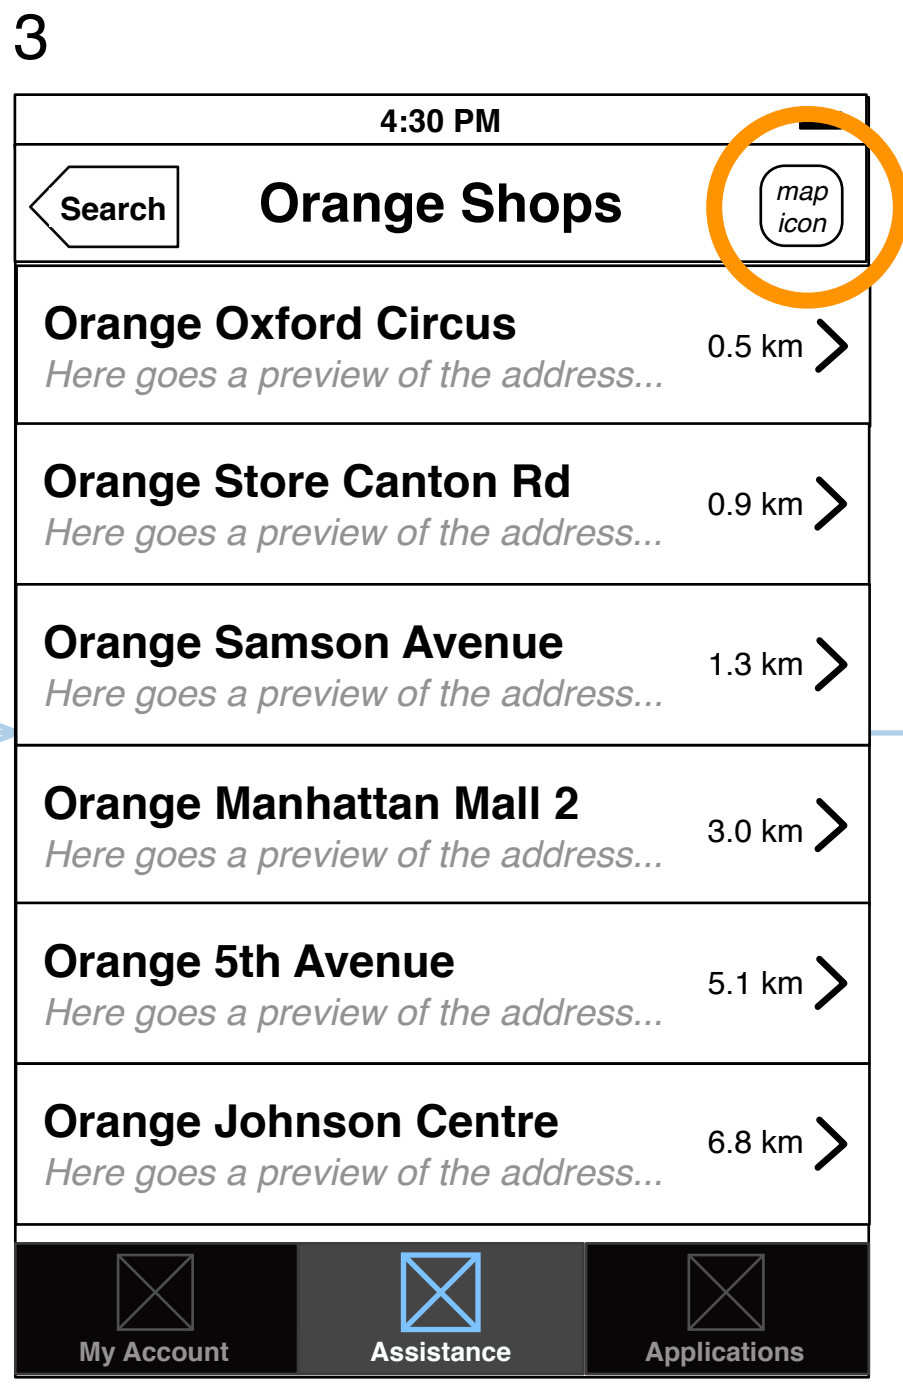 3
4:30 PM
Search
Orange Shops
map
icon
Orange Oxford Circus
Here goes a preview of the address...
0.5 km
Orange Store Canton Rd
Here goes a preview of the address...
0.9 km
Orange Samson Avenue
Here goes a preview of the address...
1.3 km
Orange Manhattan Mall 2
Here goes a preview of the address...
3.0 km
Orange 5th Avenue
Here goes a preview of the address...
5.1 km
Orange Johnson Centre
Here goes a preview of the address...
6.8 km
My Account
Assistance
Applications